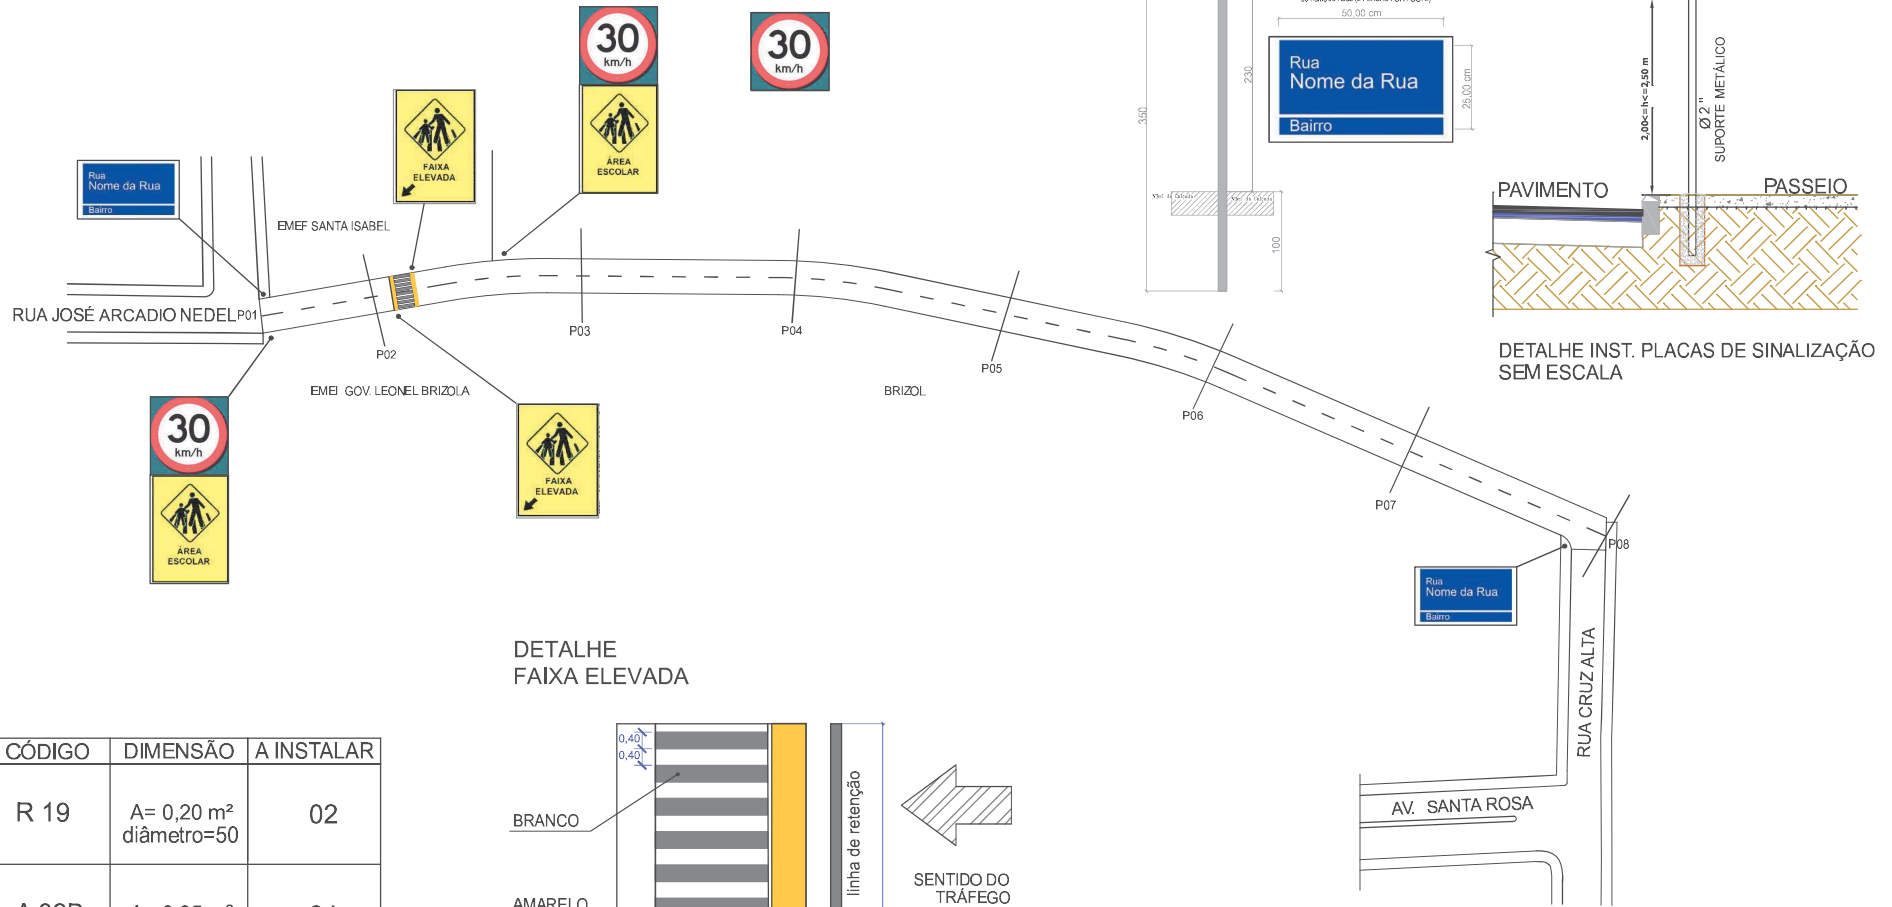 30
km/h
ÁREA
ESCOLAR
30
km/h
FAIXA
ELEVADA
Rua
Nome da Rua
Bairro
EMEF SANTA ISABEL
RUA JOSÉ ARCADIO NEDEL
P01
P02
P03
P04
P05
P06
P07
P08
EMEI GOV. LEONEL BRIZOLA
BRIZOL
30
km/h
ÁREA
ESCOLAR
FAIXA
ELEVADA
Rua
Nome da Rua
Bairro
RUA CRUZ ALTA
AV. SANTA ROSA
350
230
100
50,00 cm
25,00 cm
Rua
Nome da Rua
Bairro
2,00<=h<=2,50 m
Ø 2 "
SUPORTE METÁLICO
PAVIMENTO
PASSEIO
DETALHE INST. PLACAS DE SINALIZAÇÃO
SEM ESCALA
DETALHE
FAIXA ELEVADA
0,40
0,40
BRANCO
AMARELO
linha de retenção
SENTIDO DO
TRÁFEGO
CÓDIGO DIMENSÃO A INSTALAR
R 19 A= 0,20 m² 02
diâmetro=50